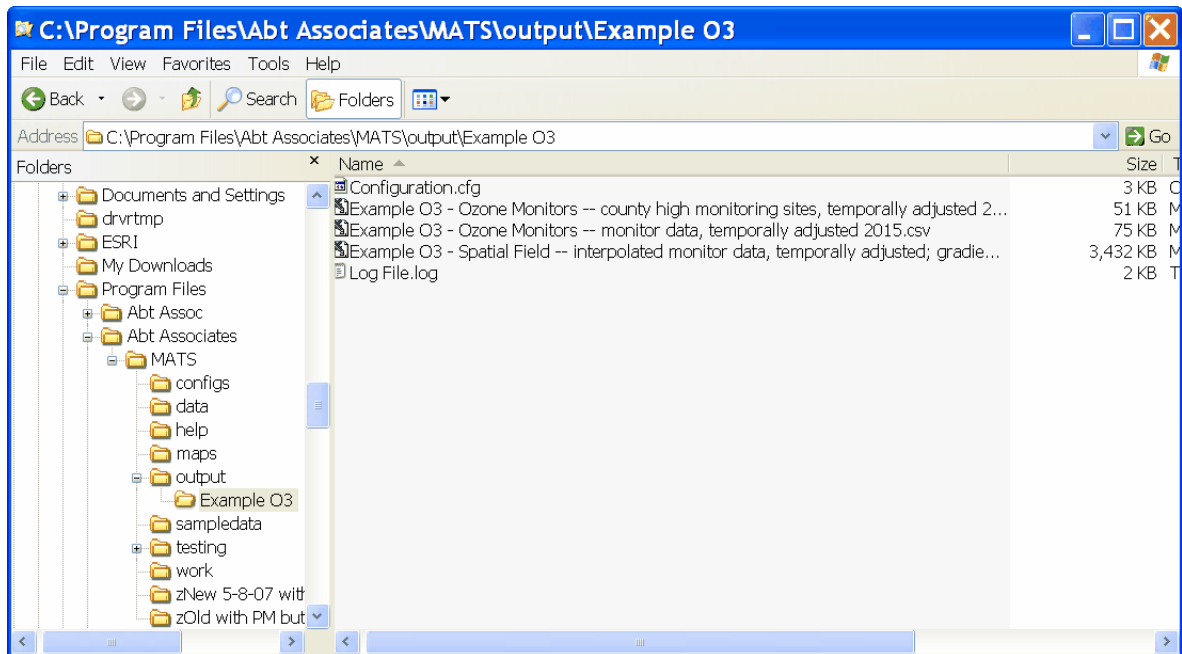 C:\Program Files\Abt Associates\MATS\output\Example O3
File Edit View Favorites Tools Help
Back Search Folders
Address C:\Program Files\Abt Associates\MATS\output\Example O3 Go
Folders × Name Size T
Documents and Settings
drvrtmp
ESRI
My Downloads
Program Files
Abt Assoc
Abt Associates
MATS
configs
data
help
maps
output
Example O3
sampledata
testing
work
zNew 5-8-07 with
zOld with PM but
Configuration.cfg 3 KB C
Example O3 - Ozone Monitors -- county high monitoring sites, temporally adjusted 2... 51 KB M
Example O3 - Ozone Monitors -- monitor data, temporally adjusted 2015.csv 75 KB M
Example O3 - Spatial Field -- interpolated monitor data, temporally adjusted; gradie... 3,432 KB M
Log File.log 2 KB T